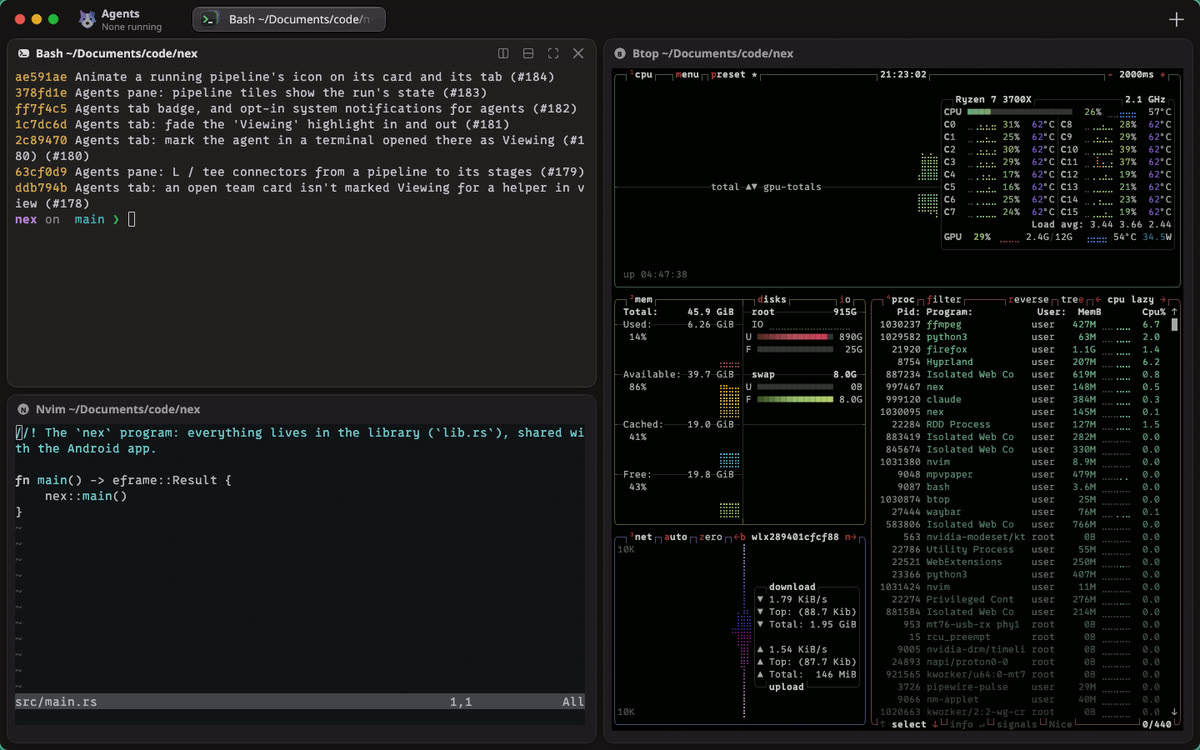 Agents
None running
Bash ~/Documents/code/n
Bash ~/Documents/code/nex
ae591ae Animate a running pipeline's icon on its card and its tab (#184)
378fd1e Agents pane: pipeline tiles show the run's state (#183)
ff7f4c5 Agents tab badge, and opt-in system notifications for agents (#182)
1c7dc6d Agents tab: fade the 'Viewing' highlight in and out (#181)
2c89470 Agents tab: mark the agent in a terminal opened there as Viewing (#1
80) (#180)
63cf0d9 Agents pane: L / tee connectors from a pipeline to its stages (#179)
ddb794b Agents tab: an open team card isn't marked Viewing for a helper in v
iew (#178)
nex on main ❯
Nvim ~/Documents/code/nex
//! The `nex` program: everything lives in the library (`lib.rs`), shared wi
th the Android app.
fn main() -> eframe::Result {
nex::main()
}
~
~
~
~
~
~
~
~
~
~
~
src/main.rs 1,1 All
Btop ~/Documents/code/nex
1cpu menu preset * 21:23:02 - 2000ms +
Ryzen 7 3700X 2.1 GHz
CPU 26% 57°C
C0 31% 62°C C8 28% 62°C
C1 25% 62°C C9 29% 62°C
C2 30% 62°C C10 39% 62°C
C3 29% 62°C C11 37% 62°C
C4 17% 62°C C12 19% 62°C
C5 16% 62°C C13 21% 62°C
C6 25% 62°C C14 23% 62°C
C7 24% 62°C C15 19% 62°C
Load avg: 3.44 3.66 2.44
GPU 29% 2.4G/12G 54°C 34.5W
total ▲▼ gpu-totals
up 04:47:38
2mem disks io
Total: 45.9 GiB
Used: 6.26 GiB
14%
Available: 39.7 GiB
86%
Cached: 19.0 GiB
41%
Free: 19.8 GiB
43%
root 915G
IO
U 890G
F 25G
swap 8.0G
U 0B
F 8.0G
3net auto zero ←b wlx289401cfcf88 n→
10K
download
▼ 1.79 KiB/s
▼ Top: (88.7 Kib)
▼ Total: 1.95 GiB
▲ 1.54 KiB/s
▲ Top: (87.7 Kib)
▲ Total: 146 MiB
upload
10K
4proc filter reverse tree ← cpu lazy →
Pid: Program: User: MemB Cpu% ↑
1030237 ffmpeg user 427M 6.7
1029582 python3 user 63M 2.0
21920 firefox user 1.1G 1.4
8754 Hyprland user 207M 6.2
887234 Isolated Web Co user 619M 0.8
997467 nex user 148M 0.5
999120 claude user 384M 0.3
1030095 nex user 145M 0.1
22284 RDD Process user 127M 1.5
883419 Isolated Web Co user 282M 0.0
845674 Isolated Web Co user 330M 0.0
1031380 nvim user 8.9M 0.0
9048 mpvpaper user 479M 0.0
9087 bash user 3.6M 0.0
1030874 btop user 25M 0.0
27444 waybar user 76M 0.1
583806 Isolated Web Co user 766M 0.0
563 nvidia-modeset/kt root 0B 0.0
22786 Utility Process user 55M 0.0
22521 WebExtensions user 250M 0.0
23366 python3 user 407M 0.0
1031424 nvim user 11M 0.0
22274 Privileged Cont user 276M 0.0
881584 Isolated Web Co user 214M 0.0
953 mt76-usb-rx phy1 root 0B 0.0
15 rcu_preempt root 0B 0.0
9005 nvidia-drm/timeli root 0B 0.0
24893 napi/proton0-0 root 0B 0.0
921565 kworker/u64:0-mt7 root 0B 0.0
3726 pipewire-pulse user 29M 0.0
9066 nm-applet user 40M 0.0
1020663 kworker/2:2-wg-cr root 0B 0.0 ↓
↑ select ↓ info ↵ signals Nice 0/440